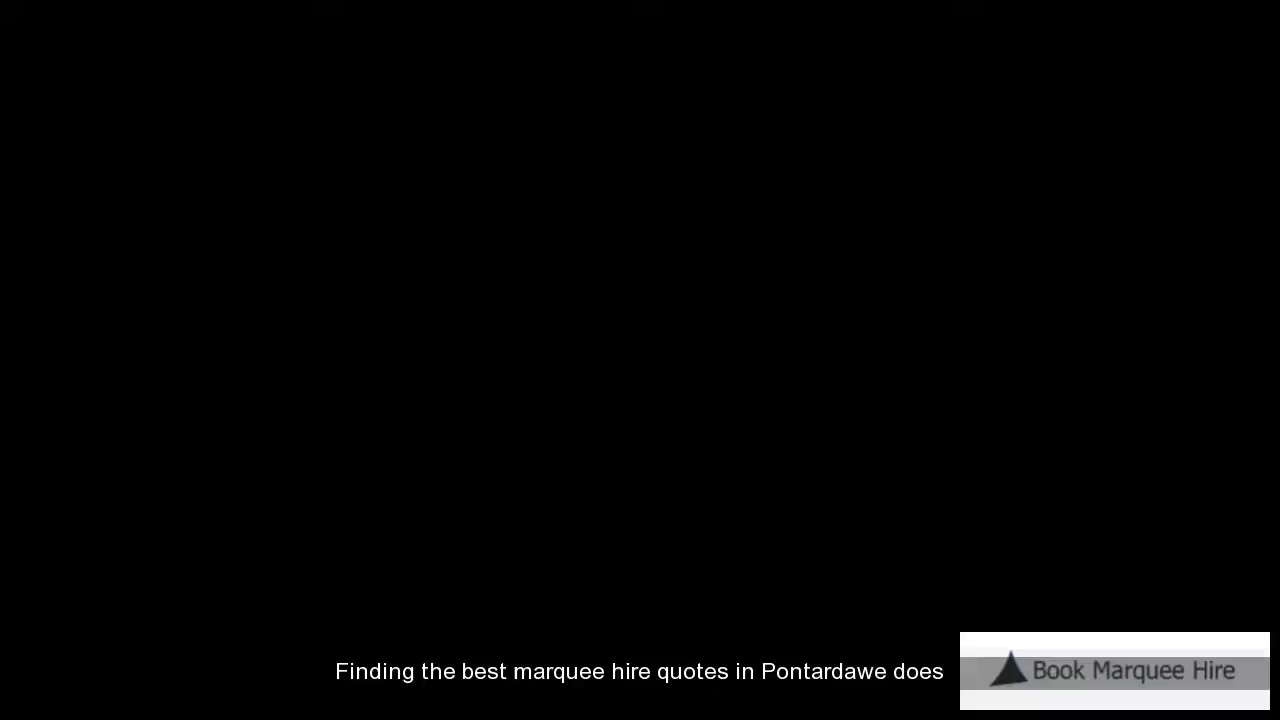 Finding the best marquee hire quotes in Pontardawe does
Book Marquee Hire